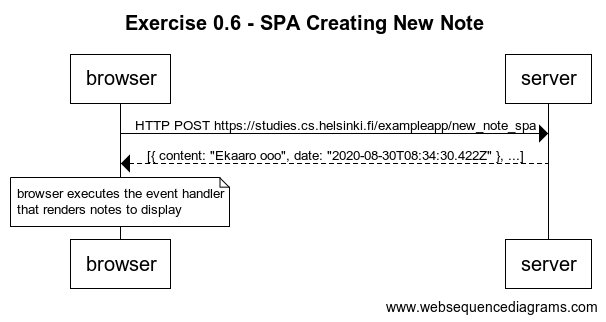 Exercise 0.6 - SPA Creating New Note
browser
server
HTTP POST https://studies.cs.helsinki.fi/exampleapp/new_note_spa
[{ content: "Ekaaro ooo", date: "2020-08-30T08:34:30.422Z" }, ...]
browser executes the event handler
that renders notes to display
browser
server
www.websequencediagrams.com